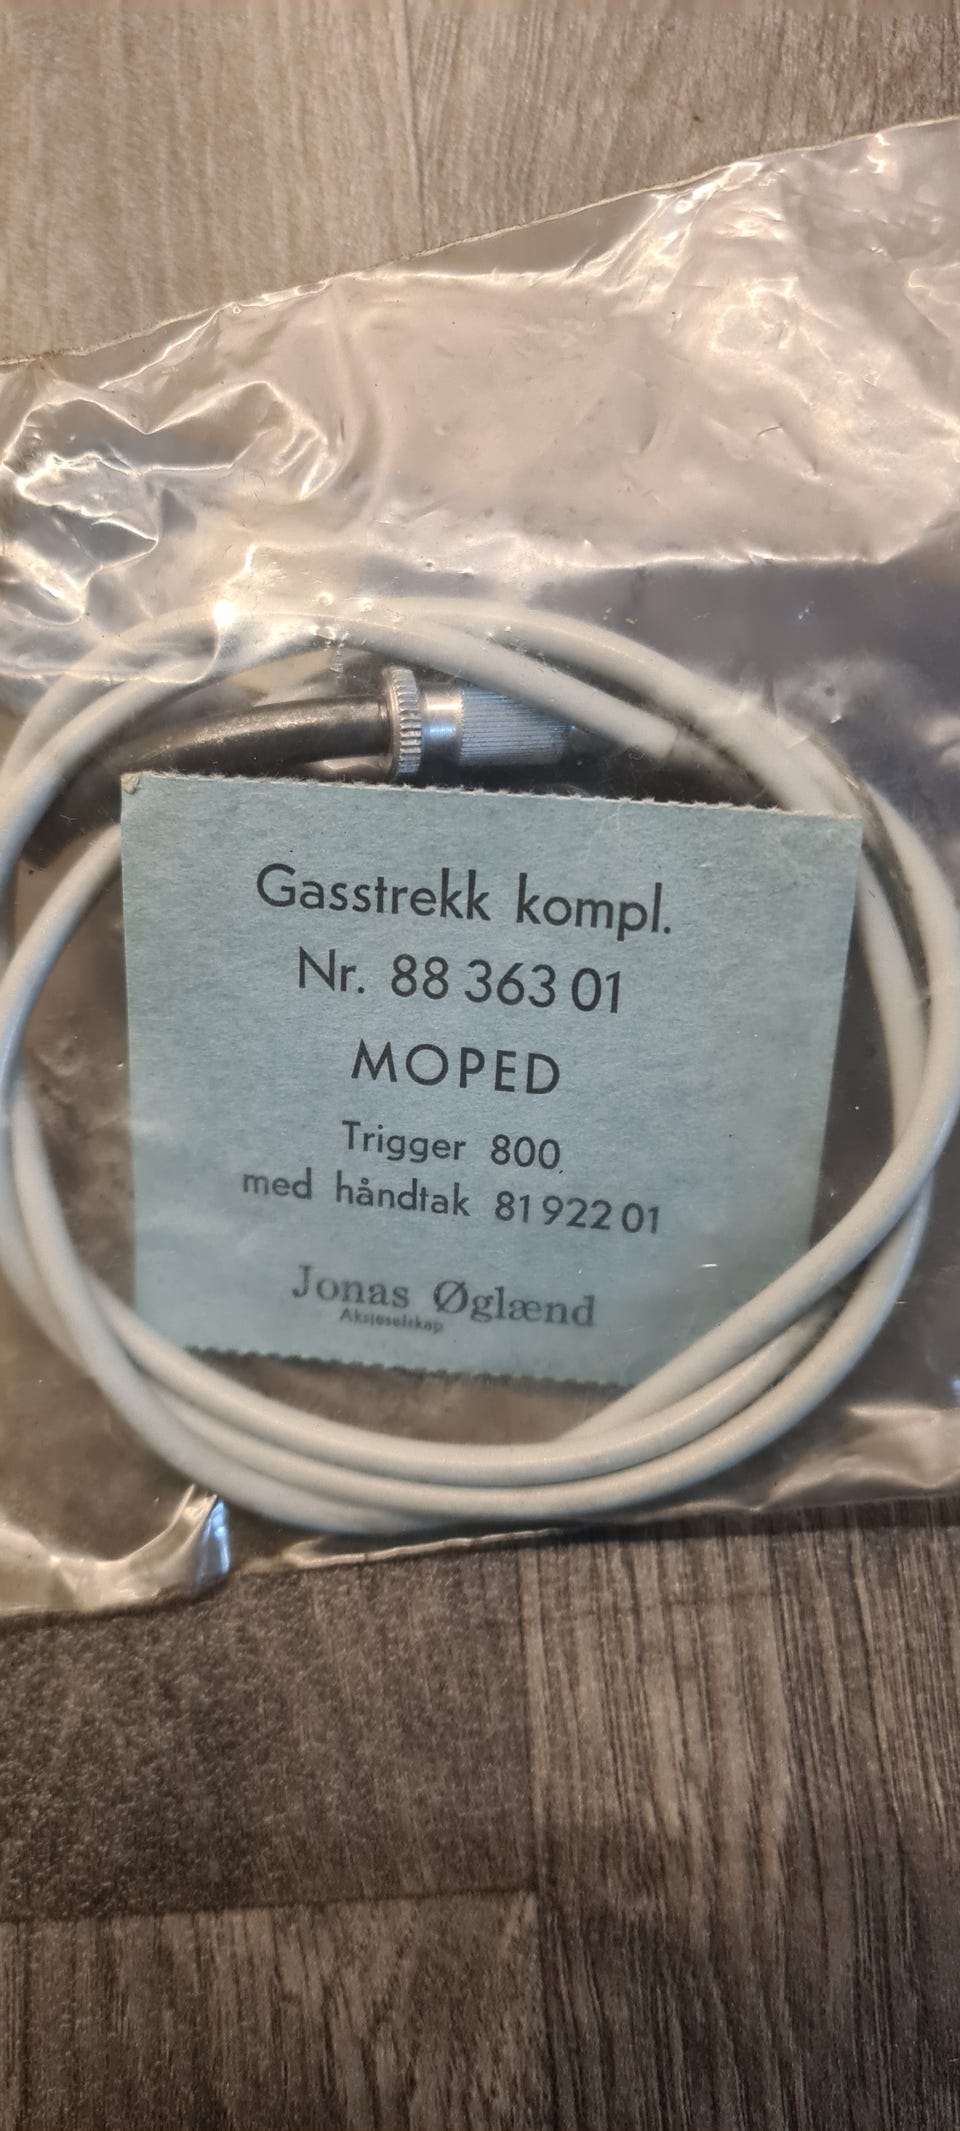 Gasstrekk kompl.
Nr. 88 363 01
MOPED
Trigger 800
med håndtak 81 922 01
Jonas Øglænd
Aksjeselskap